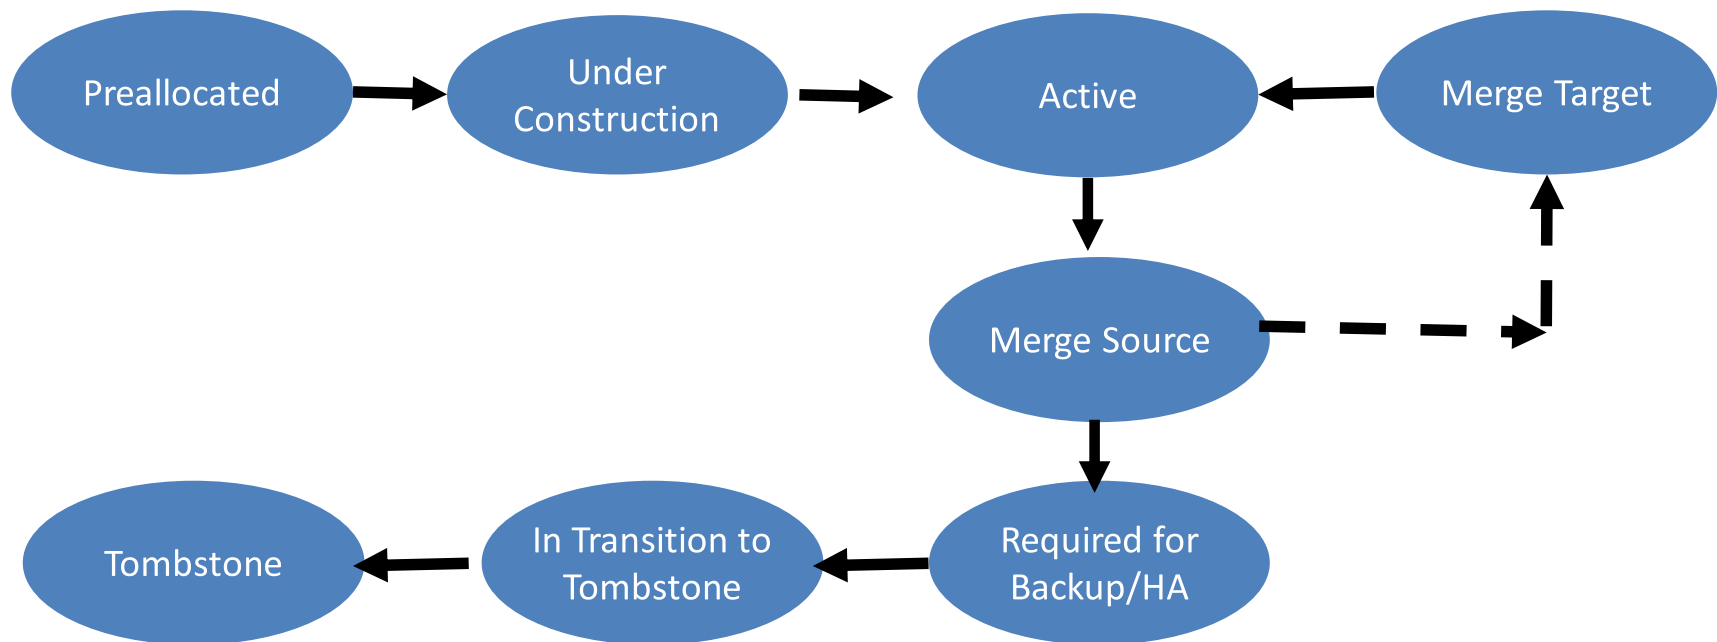 Preallocated
Under
Construction
Active
Merge Target
Merge Source
Tombstone
In Transition to
Tombstone
Required for
Backup/HA